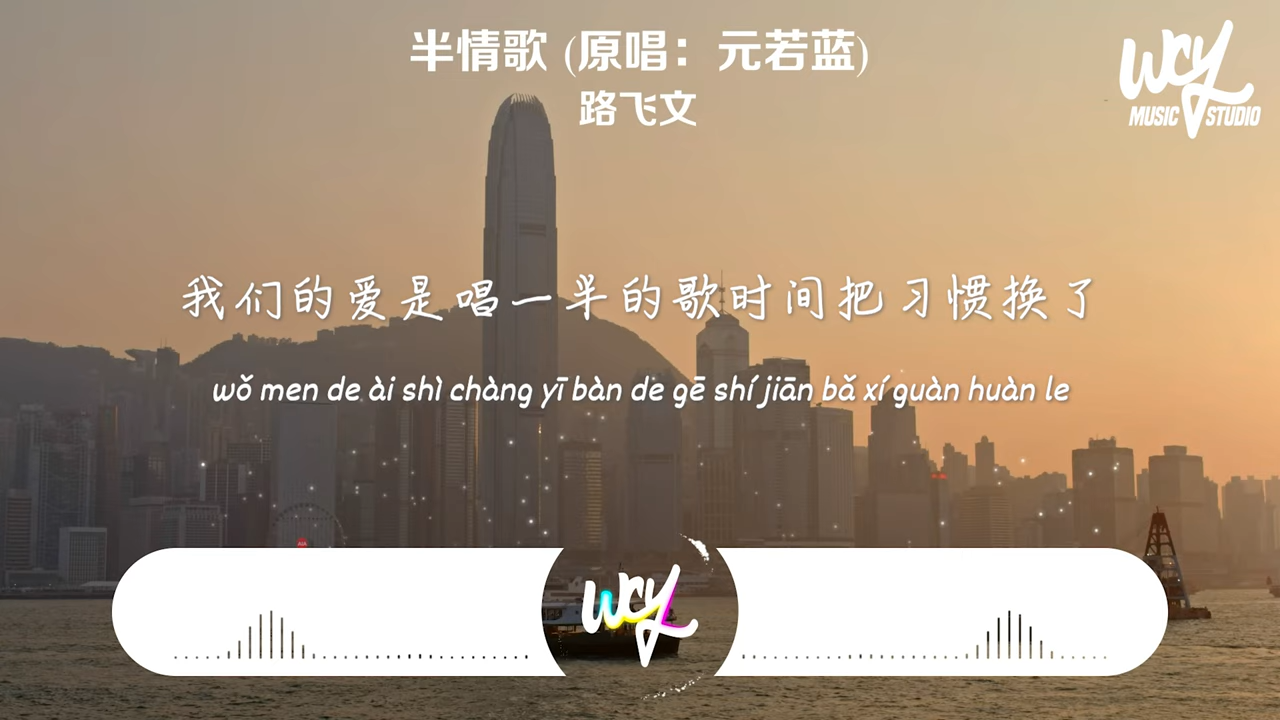 半情歌 (原唱：元若蓝)
路飞文
wcy
MUSIC STUDIO
我们的爱是唱一半的歌时间把习惯换了
wǒ men de ài shì chàng yī bàn de gē shí jiān bǎ xí guàn huàn le
AIA
wcy